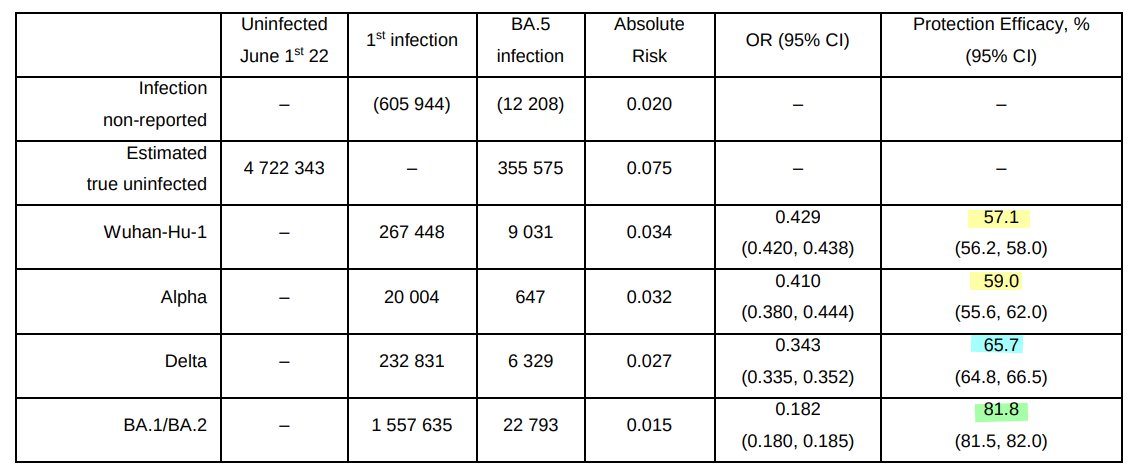 Uninfected June 1st 22 1st infection BA.5 infection Absolute Risk OR (95% CI) Protection Efficacy, % (95% CI)
Infection non-reported – (605 944) (12 208) 0.020 – –
Estimated true uninfected 4 722 343 – 355 575 0.075 – –
Wuhan-Hu-1 – 267 448 9 031 0.034 0.429 (0.420, 0.438) 57.1 (56.2, 58.0)
Alpha – 20 004 647 0.032 0.410 (0.380, 0.444) 59.0 (55.6, 62.0)
Delta – 232 831 6 329 0.027 0.343 (0.335, 0.352) 65.7 (64.8, 66.5)
BA.1/BA.2 – 1 557 635 22 793 0.015 0.182 (0.180, 0.185) 81.8 (81.5, 82.0)